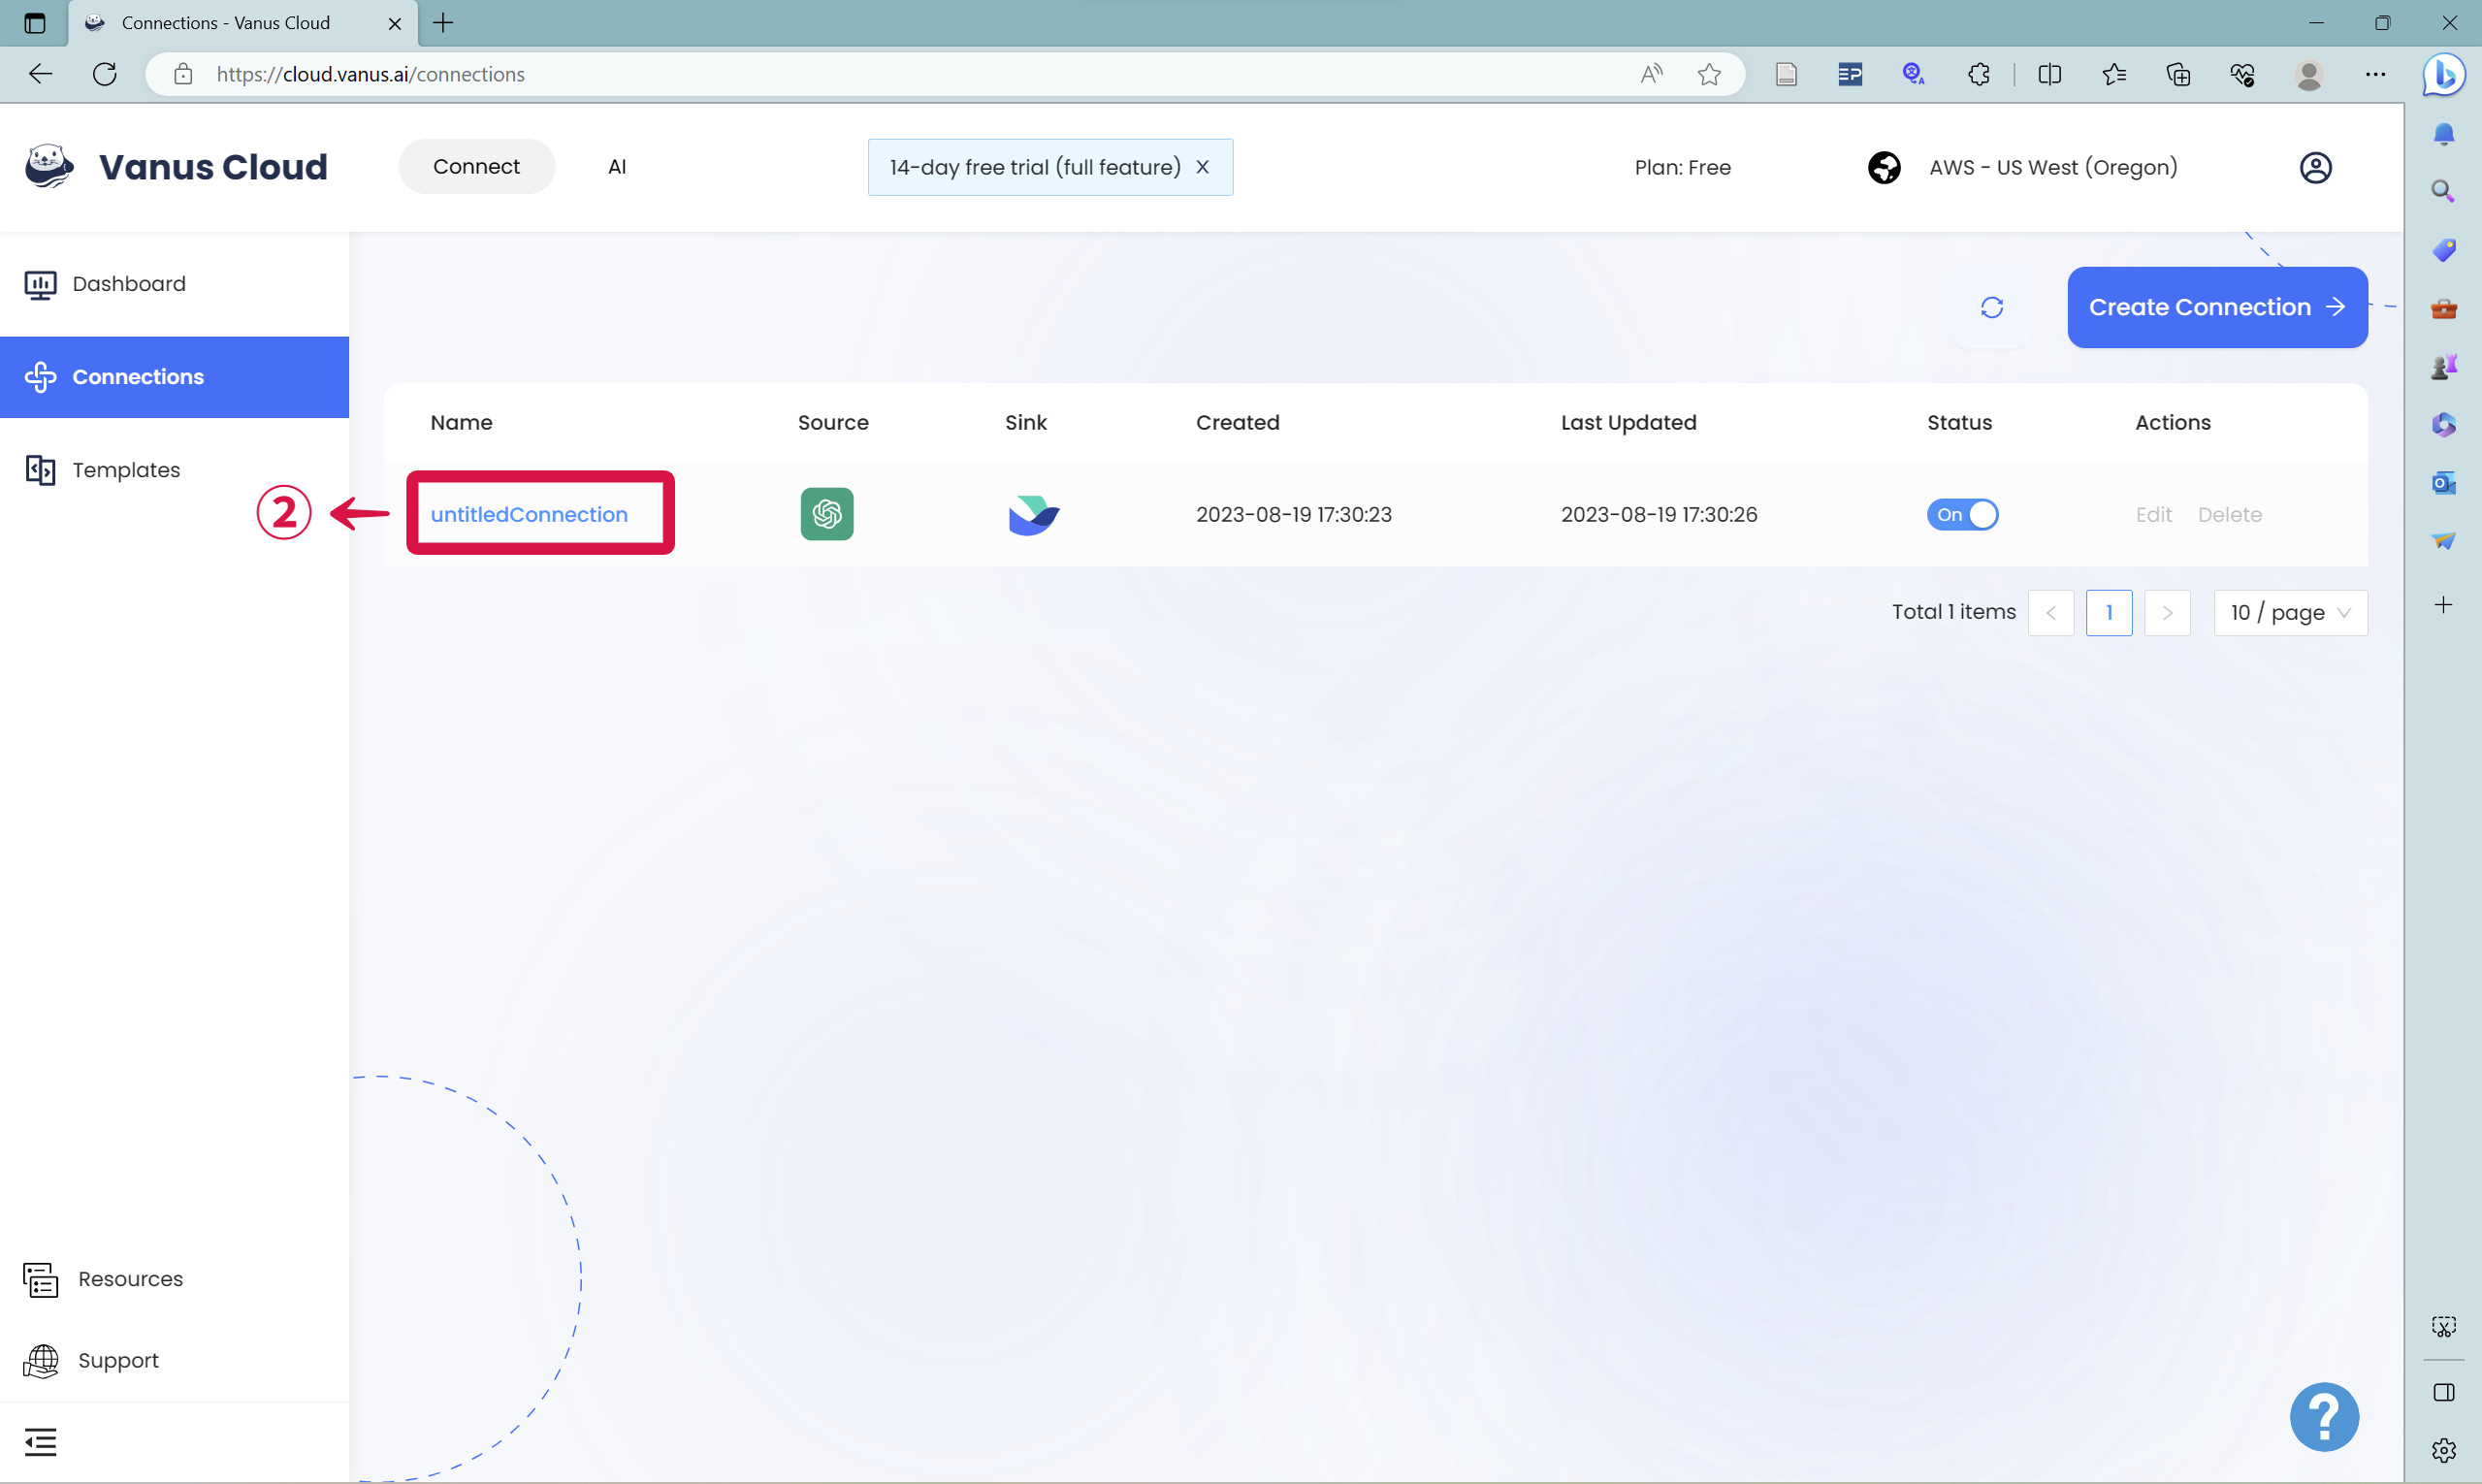 Connections - Vanus Cloud
https://cloud.vanus.ai/connections
Vanus Cloud
Connect
AI
14-day free trial (full feature) X
Plan: Free
AWS - US West (Oregon)
Dashboard
Connections
Templates
Create Connection →
Name Source Sink Created Last Updated Status Actions
② untitledConnection 2023-08-19 17:30:23 2023-08-19 17:30:26 On Edit Delete
Total 1 items < 1 > 10 / page
Resources
Support
?